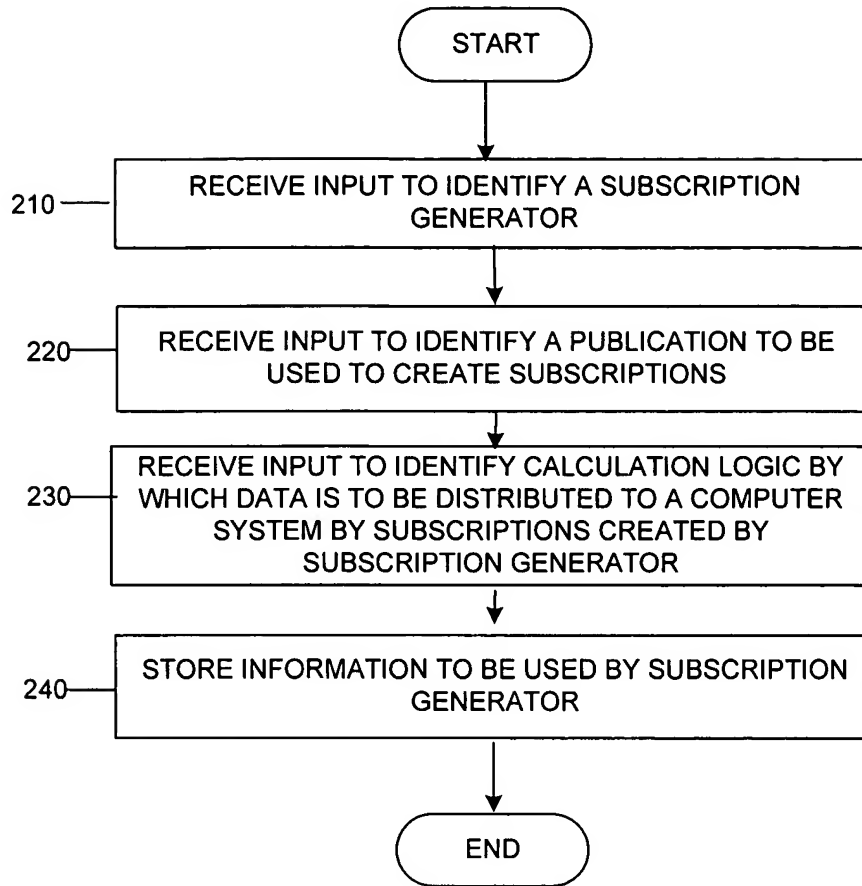 START
210
RECEIVE INPUT TO IDENTIFY A SUBSCRIPTION
GENERATOR
220
RECEIVE INPUT TO IDENTIFY A PUBLICATION TO BE
USED TO CREATE SUBSCRIPTIONS
230
RECEIVE INPUT TO IDENTIFY CALCULATION LOGIC BY
WHICH DATA IS TO BE DISTRIBUTED TO A COMPUTER
SYSTEM BY SUBSCRIPTIONS CREATED BY
SUBSCRIPTION GENERATOR
240
STORE INFORMATION TO BE USED BY SUBSCRIPTION
GENERATOR
END